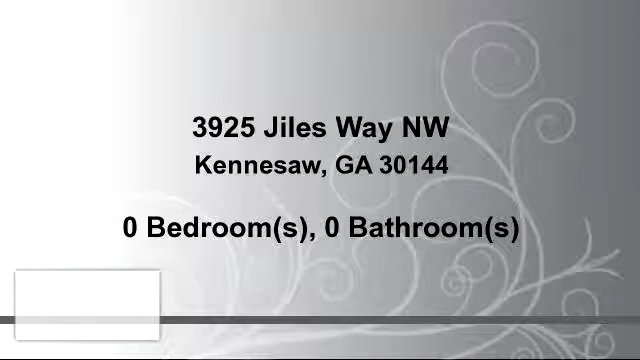 3925 Jiles Way NW
Kennesaw, GA 30144
0 Bedroom(s), 0 Bathroom(s)